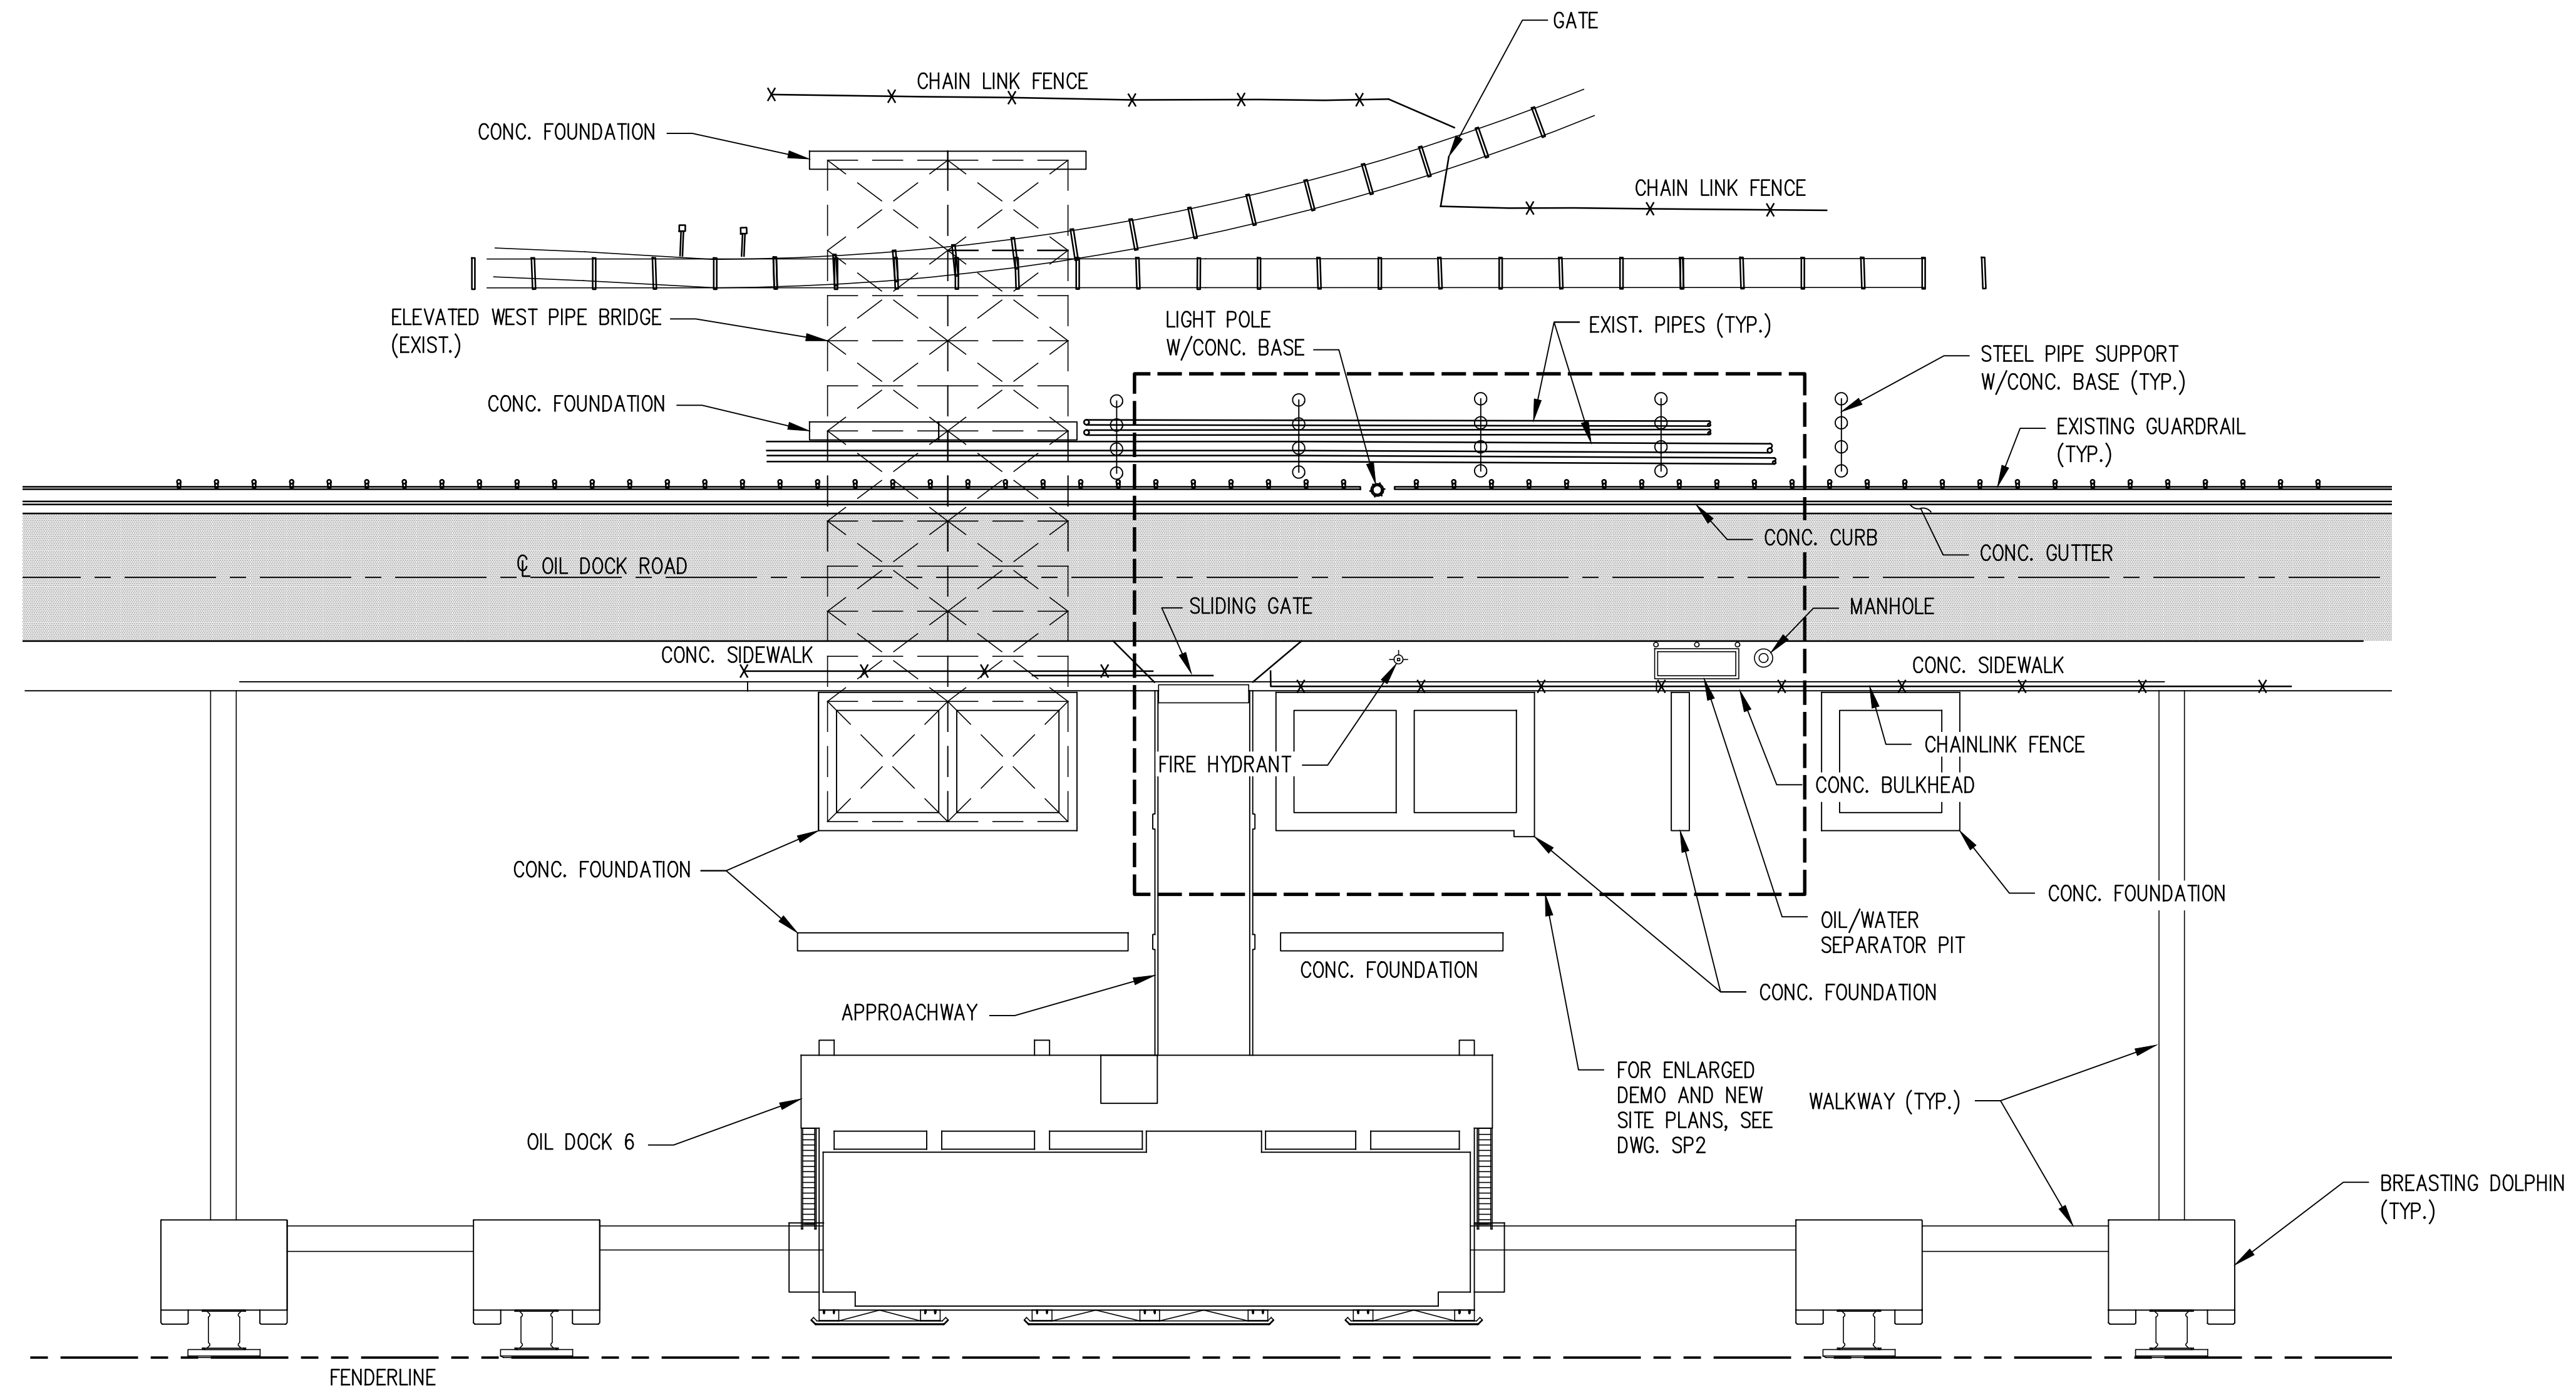 GATE
CHAIN LINK FENCE
CONC. FOUNDATION
CHAIN LINK FENCE
ELEVATED WEST PIPE BRIDGE
(EXIST.)
LIGHT POLE
W/CONC. BASE
EXIST. PIPES (TYP.)
STEEL PIPE SUPPORT
W/CONC. BASE (TYP.)
CONC. FOUNDATION
EXISTING GUARDRAIL
(TYP.)
CONC. CURB
CONC. GUTTER
℄ OIL DOCK ROAD
SLIDING GATE
MANHOLE
CONC. SIDEWALK
CONC. SIDEWALK
FIRE HYDRANT
CHAINLINK FENCE
CONC. BULKHEAD
CONC. FOUNDATION
CONC. FOUNDATION
OIL/WATER
SEPARATOR PIT
CONC. FOUNDATION
CONC. FOUNDATION
APPROACHWAY
FOR ENLARGED
DEMO AND NEW
SITE PLANS, SEE
DWG. SP2
WALKWAY (TYP.)
OIL DOCK 6
BREASTING DOLPHIN
(TYP.)
FENDERLINE